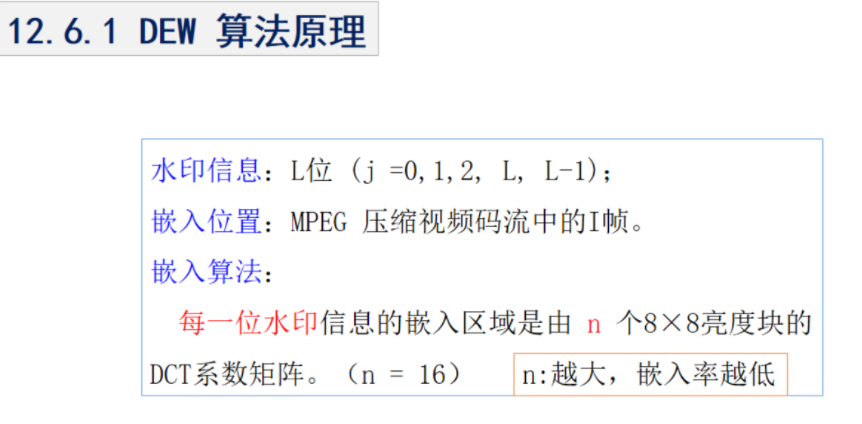 12.6.1 DEW 算法原理
水印信息：L位 (j =0,1,2, L, L-1);
嵌入位置：MPEG 压缩视频码流中的I帧。
嵌入算法：
每一位水印信息的嵌入区域是由 n 个8×8亮度块的
DCT系数矩阵。（n = 16） n:越大，嵌入率越低